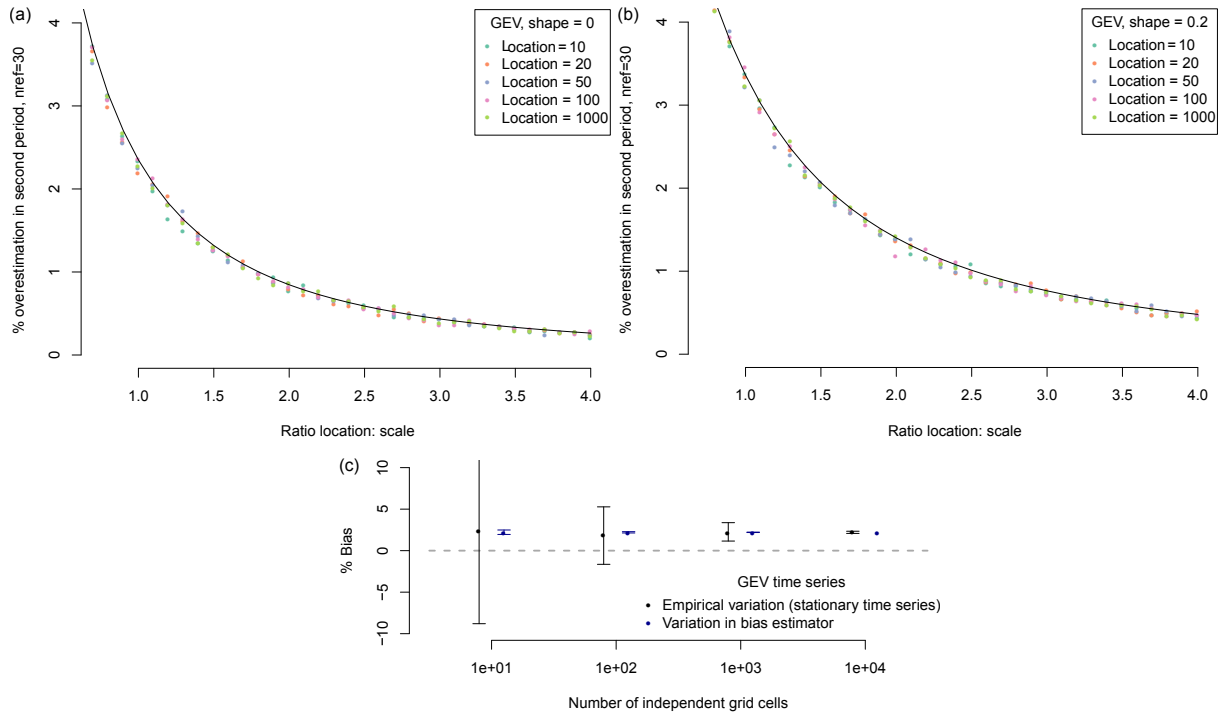 (a)
GEV, shape = 0
Location = 10
Location = 20
Location = 50
Location = 100
Location = 1000
% overestimation in second period, nref=30
4
3
2
1
0
1.0 1.5 2.0 2.5 3.0 3.5 4.0
Ratio location: scale
(b)
GEV, shape = 0.2
Location = 10
Location = 20
Location = 50
Location = 100
Location = 1000
% overestimation in second period, nref=30
4
3
2
1
0
1.0 1.5 2.0 2.5 3.0 3.5 4.0
Ratio location: scale
(c)
% Bias
10
5
0
−5
−10
GEV time series
Empirical variation (stationary time series)
Variation in bias estimator
1e+01 1e+02 1e+03 1e+04
Number of independent grid cells